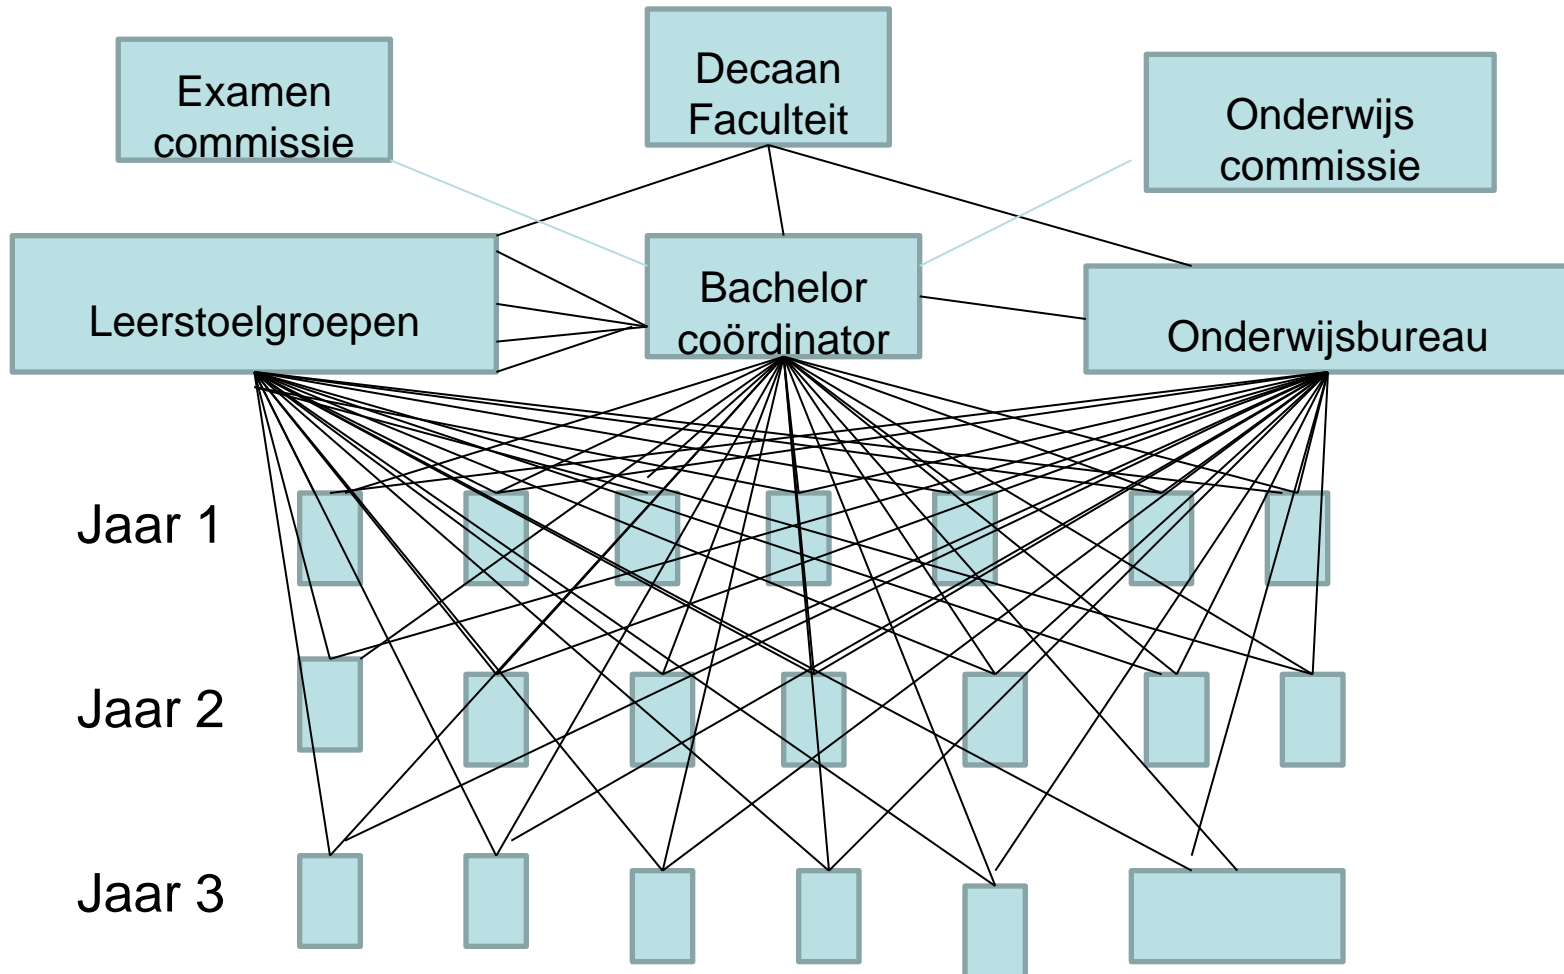 Examen
commissie
Decaan
Faculteit
Onderwijs
commissie
Leerstoelgroepen
Bachelor
coördinator
Onderwijsbureau
Jaar 1
Jaar 2
Jaar 3